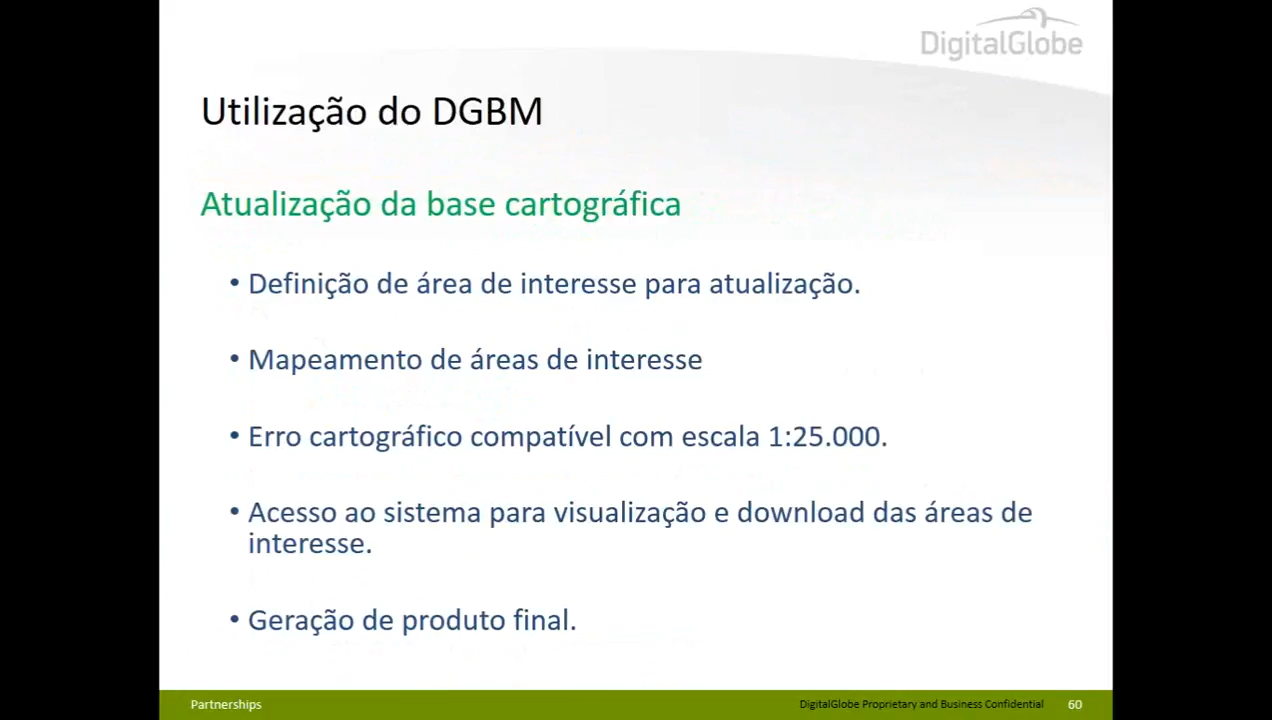 DigitalGlobe
Utilização do DGBM
Atualização da base cartográfica
• Definição de área de interesse para atualização.
• Mapeamento de áreas de interesse
• Erro cartográfico compatível com escala 1:25.000.
• Acesso ao sistema para visualização e download das áreas de
interesse.
• Geração de produto final.
Partnerships DigitalGlobe Proprietary and Business Confidential 60